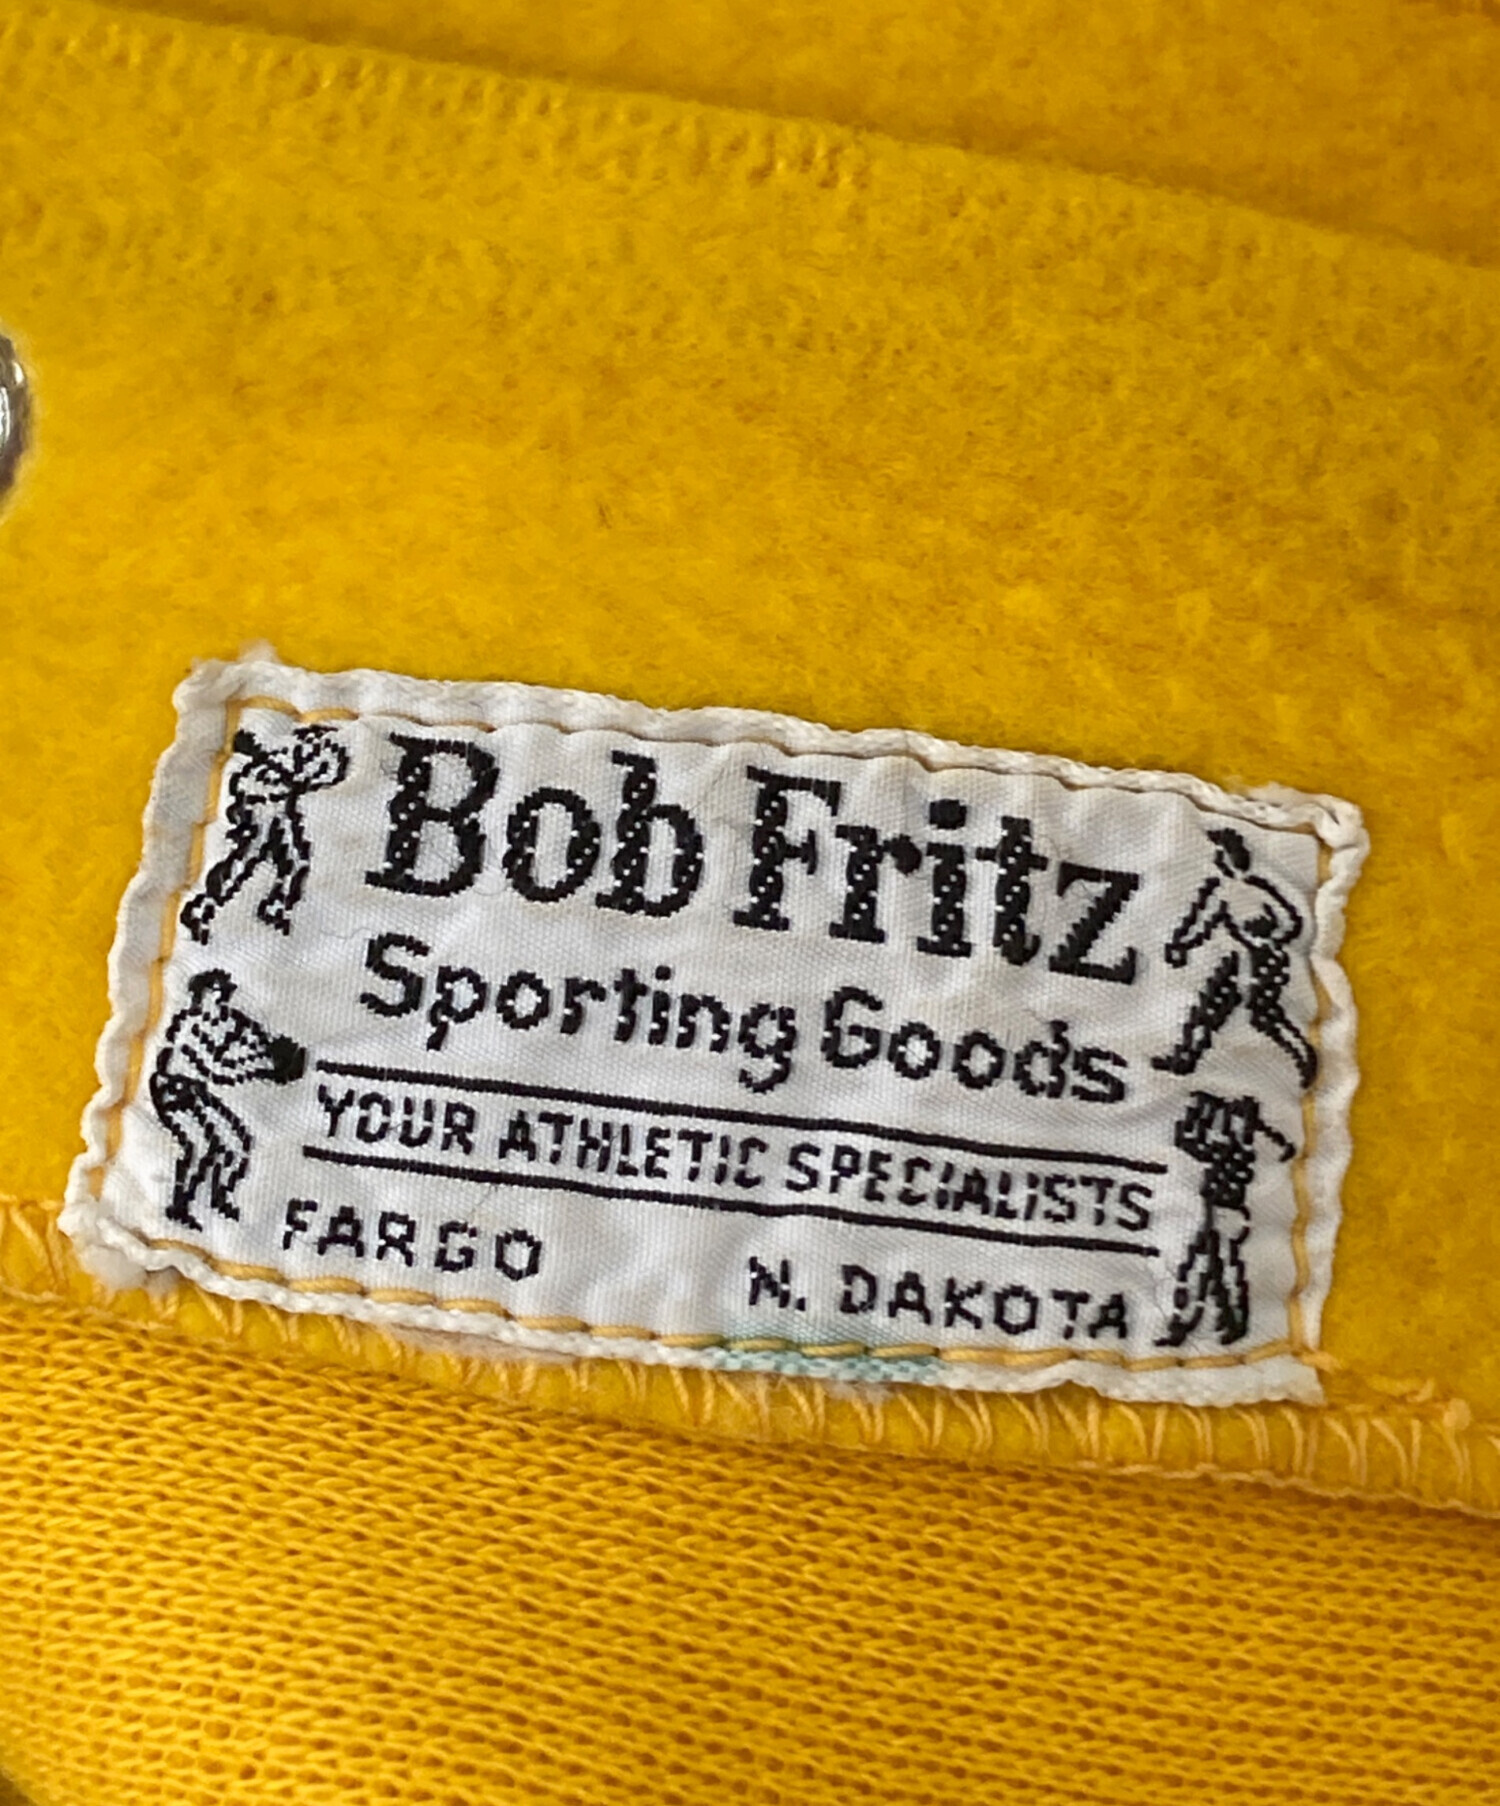 Bob Fritz
Sporting Goods
YOUR ATHLETIC SPECIALISTS
FARGO N. DAKOTA